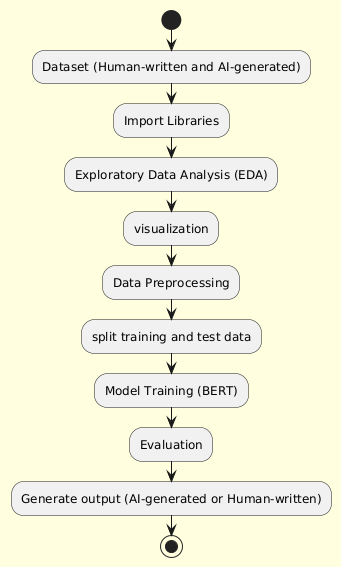 Dataset (Human-written and AI-generated)
Import Libraries
Exploratory Data Analysis (EDA)
visualization
Data Preprocessing
split training and test data
Model Training (BERT)
Evaluation
Generate output (AI-generated or Human-written)